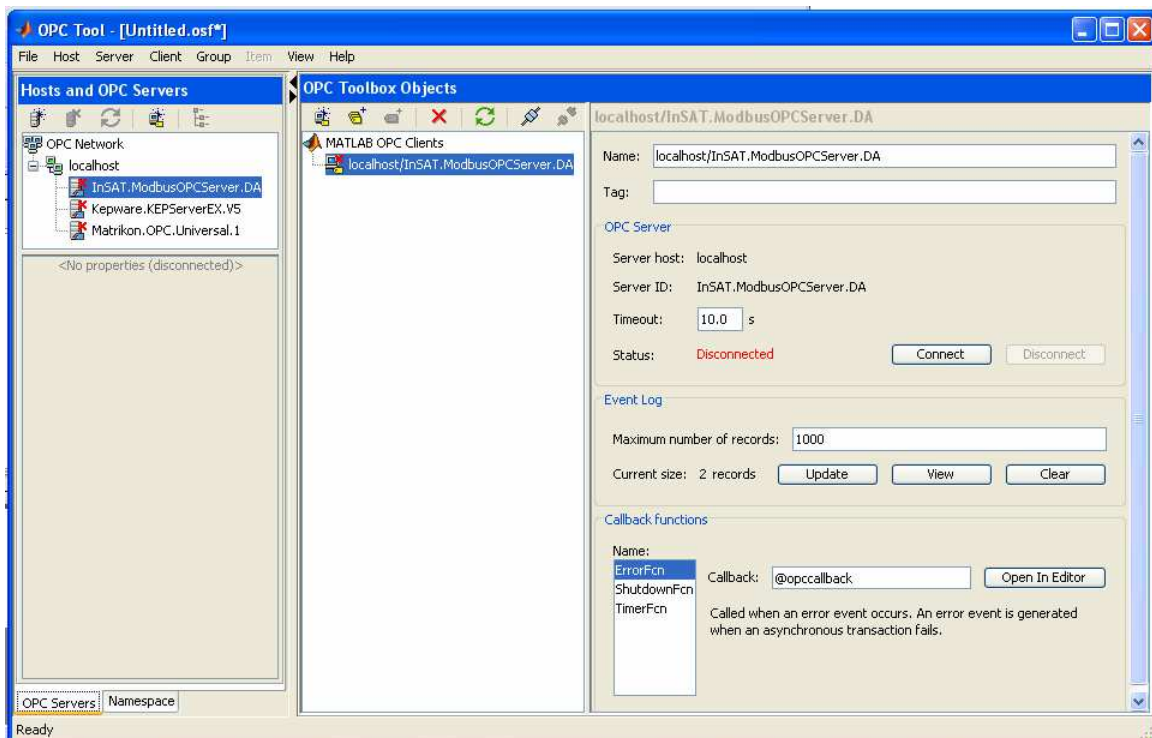 OPC Tool - [Untitled.osf*]
File Host Server Client Group Item View Help
Hosts and OPC Servers
OPC Network
localhost
InSAT.ModbusOPCServer.DA
Kepware.KEPServerEX.V5
Matrikon.OPC.Universal.1
<No properties (disconnected)>
OPC Servers Namespace
OPC Toolbox Objects
MATLAB OPC Clients
localhost/InSAT.ModbusOPCServer.DA
localhost/InSAT.ModbusOPCServer.DA
Name: localhost/InSAT.ModbusOPCServer.DA
Tag:
OPC Server
Server host: localhost
Server ID: InSAT.ModbusOPCServer.DA
Timeout: 10.0 s
Status: Disconnected Connect Disconnect
Event Log
Maximum number of records: 1000
Current size: 2 records Update View Clear
Callback functions
Name:
ErrorFcn
ShutdownFcn
TimerFcn
Callback: @opccallback Open In Editor
Called when an error event occurs. An error event is generated
when an asynchronous transaction fails.
Ready